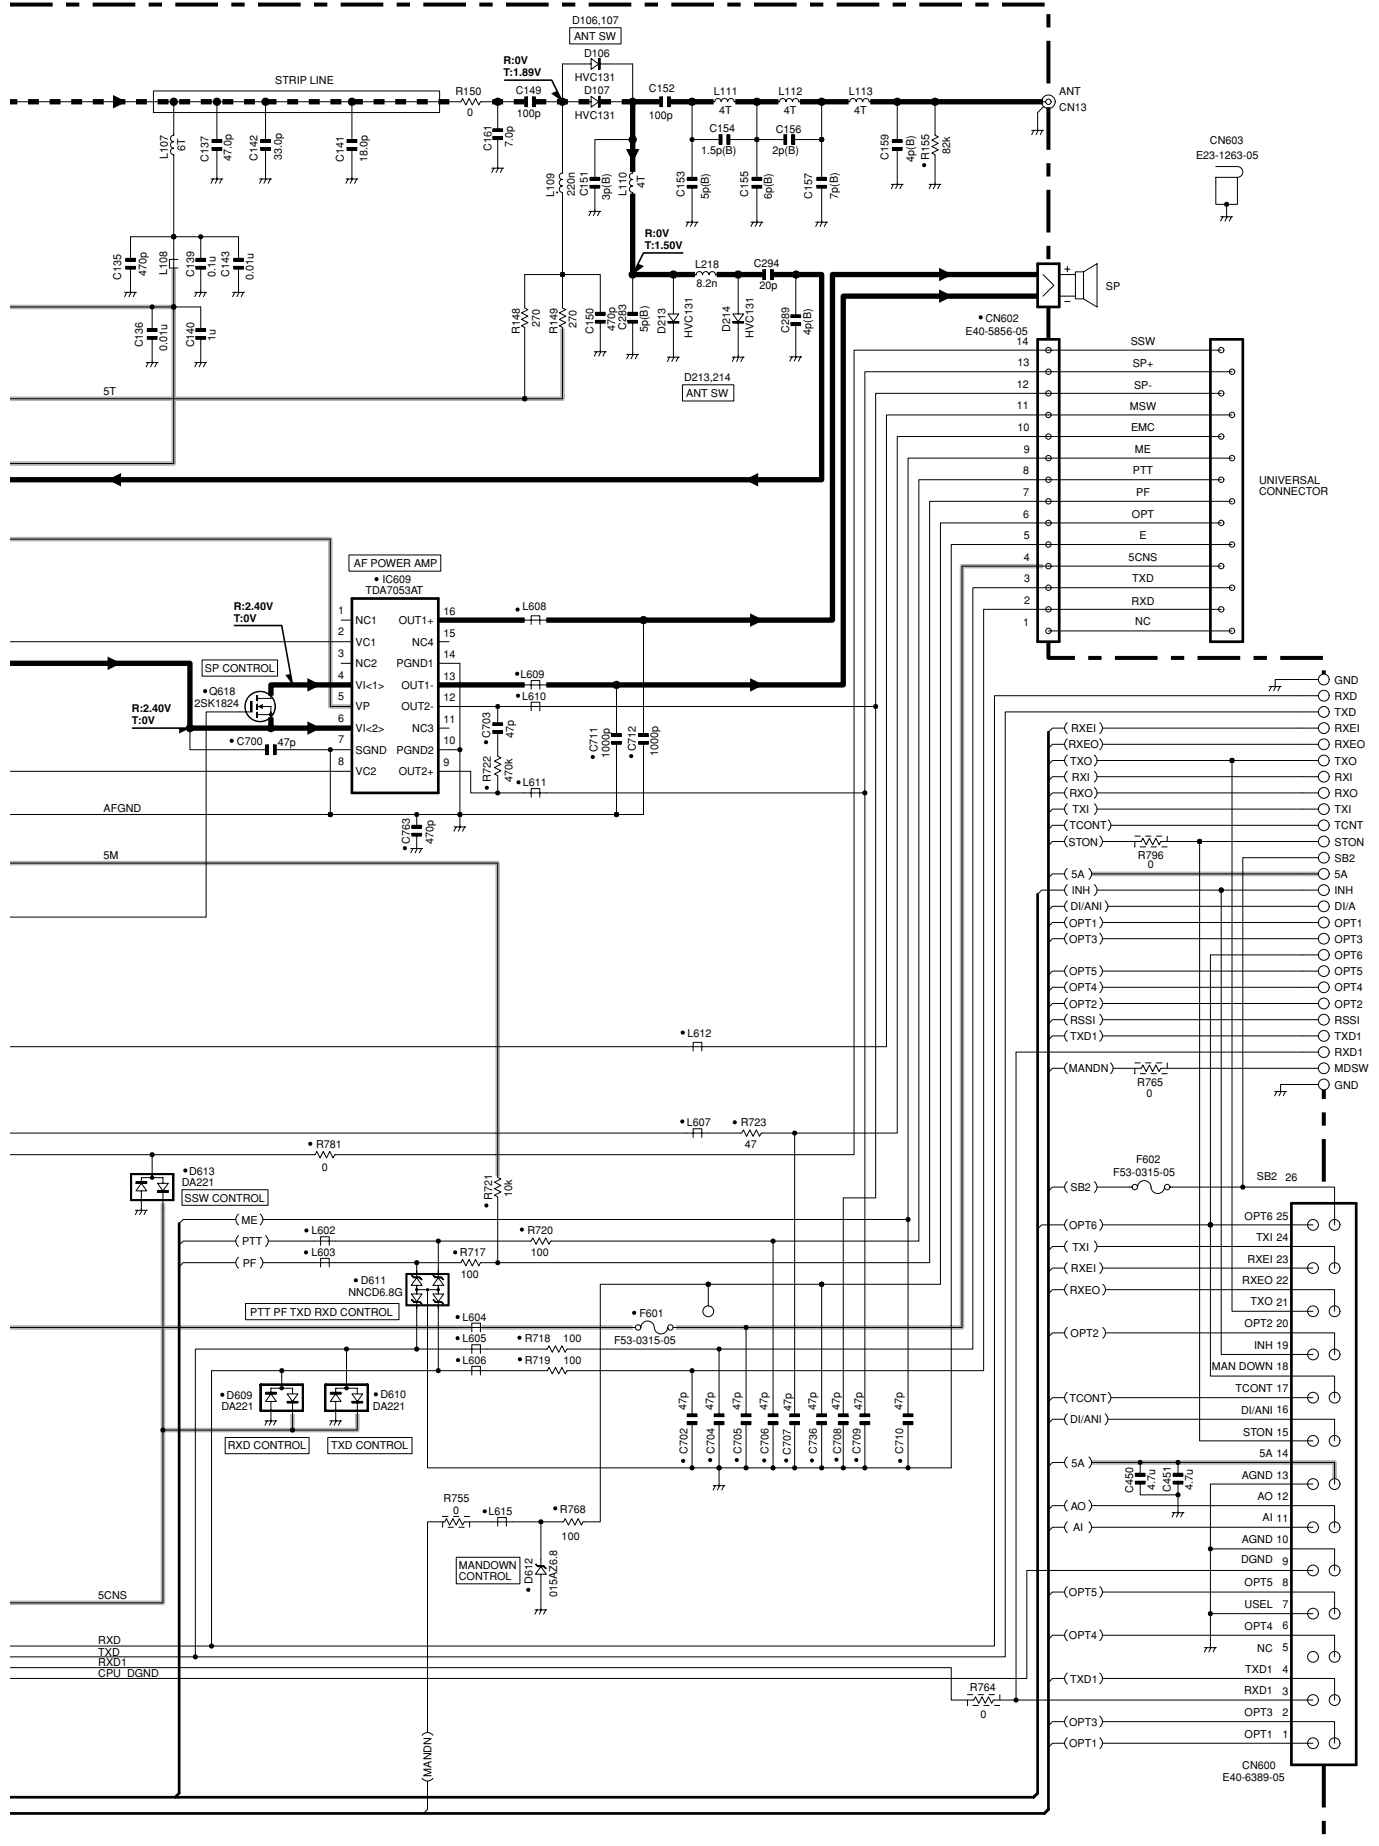 D106,107
ANT SW
D106
HVC131
D107
HVC131
R:0V
T:1.89V
STRIP LINE
R150
0
C149
100p
C152
100p
L111
4T
L112
4T
L113
4T
ANT
CN13
C161
7.0p
C154
1.5p(B)
C156
2p(B)
L107
6T
C137
47.0p
C142
33.0p
C141
18.0p
L109
220n
C151
3p(B)
L110
4T
C153
5p(B)
C155
6p(B)
C157
7p(B)
C159
4p(B)
• R155
82k
CN603
E23-1263-05
R:0V
T:1.50V
C135
470p
L108
C139
0.1u
C143
0.01u
C136
0.01u
C140
1u
R148
270
R149
270
C150
470p
C283
5p(B)
D213
HVC131
L218
8.2n
D214
HVC131
C294
20p
C289
4p(B)
D213,214
ANT SW
+
−
SP
5T
• CN602
E40-5856-05
14 SSW
13 SP+
12 SP-
11 MSW
10 EMC
9 ME
8 PTT
7 PF
6 OPT
5 E
4 5CNS
3 TXD
2 RXD
1 NC
UNIVERSAL
CONNECTOR
AF POWER AMP
• IC609
TDA7053AT
1 NC1
2 VC1
3 NC2
4 VI<1>
5 VP
6 VI<2>
7 SGND
8 VC2
OUT1+ 16
NC4 15
PGND1 14
OUT1- 13
OUT2- 12
NC3 11
PGND2 10
OUT2+ 9
R:2.40V
T:0V
SP CONTROL
• Q618
2SK1824
R:2.40V
T:0V
• C700 47p
• L608
• L609
• L610
• L611
• C703
47p
• R722
470k
• C711
1000p
• C712
1000p
AFGND
• C763
470p
5M
GND
RXD
TXD
(RXEI) RXEI
(RXEO) RXEO
(TXO) TXO
(RXI) RXI
(RXO) RXO
(TXI) TXI
(TCONT) TCNT
(STON) STON
R796
0
SB2
(5A) 5A
(INH) INH
(DI/ANI) DI/A
(OPT1) OPT1
(OPT3) OPT3
OPT6
(OPT5) OPT5
(OPT4) OPT4
(OPT2) OPT2
(RSSI) RSSI
(TXD1) TXD1
RXD1
(MANDN) MDSW
R765
0
GND
• L612
• L607
• R723
47
• R781
0
• D613
DA221
SSW CONTROL
• R721
10k
(ME)
(PTT)
(PF)
• L602
• L603
• R720
100
• R717
100
• D611
NNCD6.8G
PTT PF TXD RXD CONTROL
• L604
• L605
• L606
• F601
F53-0315-05
• R718 100
• R719 100
• D609
DA221
• D610
DA221
RXD CONTROL
TXD CONTROL
• C702
47p
• C704
47p
• C705
47p
• C706
47p
• C707
47p
• C736
47p
• C708
47p
• C709
47p
• C710
47p
R755
0
• L615
• R768
100
MANDOWN
CONTROL
• D612
015AZ6.8
5CNS
RXD
TXD
RXD1
CPU DGND
(MANDN)
R764
0
F602
F53-0315-05
(SB2)
(OPT6)
(TXI)
(RXEI)
(RXEO)
(OPT2)
(TCONT)
(DI/ANI)
(5A)
(AO)
(AI)
(OPT5)
(OPT4)
(TXD1)
(OPT3)
(OPT1)
C450
4.7u
C451
4.7u
SB2 26
OPT6 25
TXI 24
RXEI 23
RXEO 22
TXO 21
OPT2 20
INH 19
MAN DOWN 18
TCONT 17
DI/ANI 16
STON 15
5A 14
AGND 13
AO 12
AI 11
AGND 10
DGND 9
OPT5 8
USEL 7
OPT4 6
NC 5
TXD1 4
RXD1 3
OPT3 2
OPT1 1
CN600
E40-6389-05